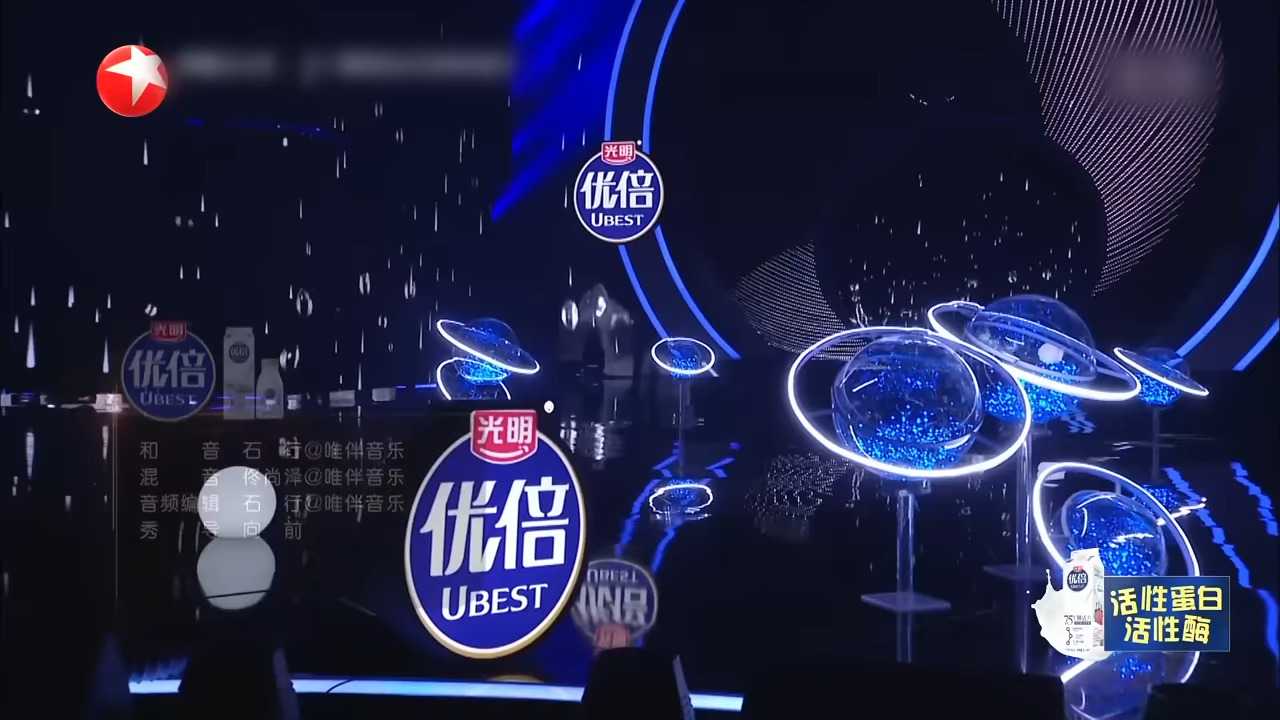 光明
优倍
UBEST
光明
优倍
UBEST
和音 石行@唯伴音乐
混音 佟尚泽@唯伴音乐
音频编辑 石行@唯伴音乐
秀导 向前
光明
优倍
UBEST
优倍
75
活性蛋白
活性酶